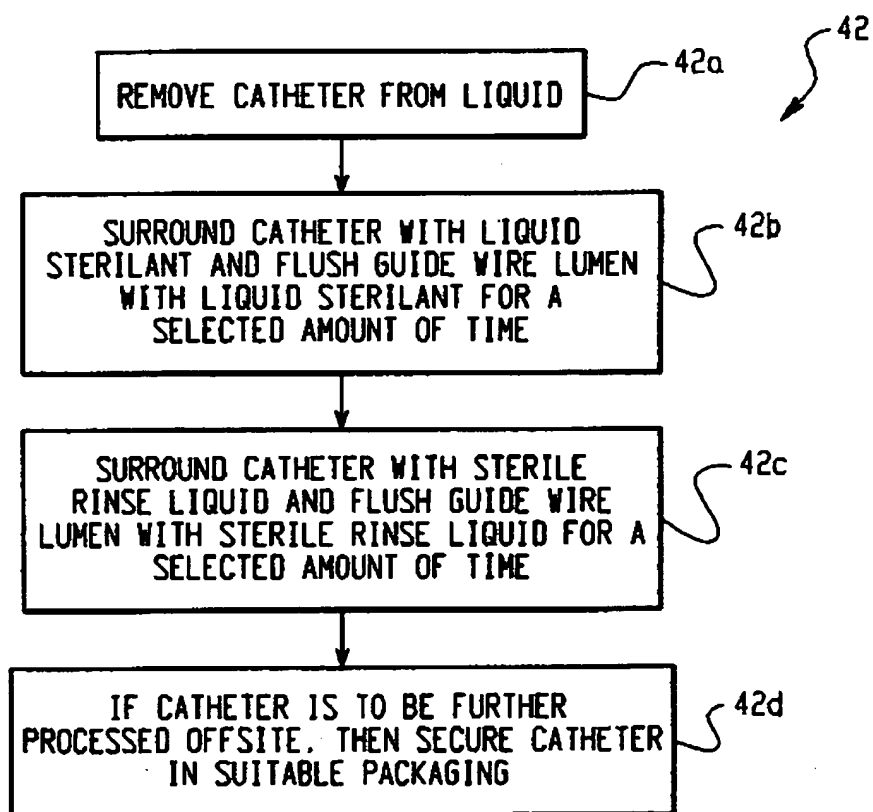 42
REMOVE CATHETER FROM LIQUID
42a
SURROUND CATHETER WITH LIQUID
STERILANT AND FLUSH GUIDE WIRE LUMEN
WITH LIQUID STERILANT FOR A
SELECTED AMOUNT OF TIME
42b
SURROUND CATHETER WITH STERILE
RINSE LIQUID AND FLUSH GUIDE WIRE
LUMEN WITH STERILE RINSE LIQUID FOR A
SELECTED AMOUNT OF TIME
42c
IF CATHETER IS TO BE FURTHER
PROCESSED OFFSITE. THEN SECURE CATHETER
IN SUITABLE PACKAGING
42d